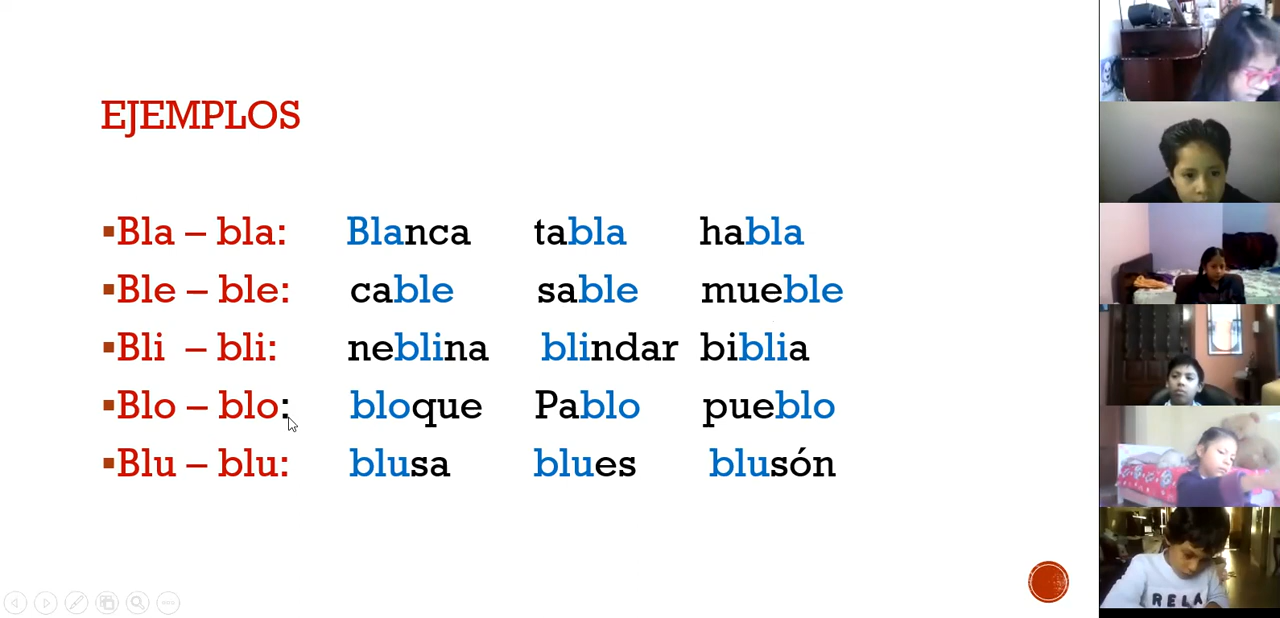 EJEMPLOS
▪Bla – bla: Blanca tabla habla
▪Ble – ble: cable sable mueble
▪Bli – bli: neblina blindar biblia
▪Blo – blo: bloque Pablo pueblo
▪Blu – blu: blusa blues blusón
RELA